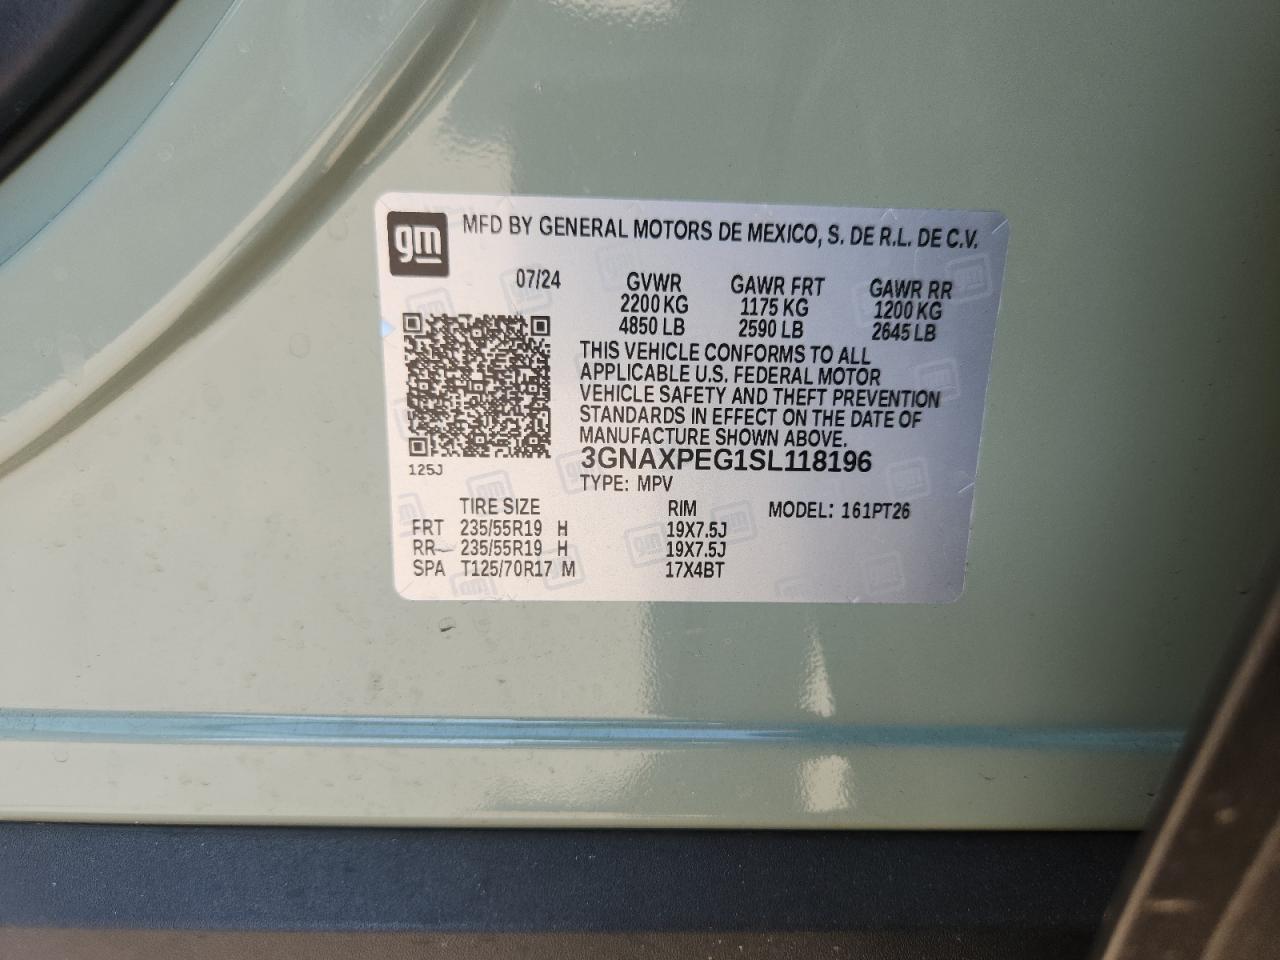 gm
MFD BY GENERAL MOTORS DE MEXICO, S. DE R.L. DE C.V.
07/24 GVWR GAWR FRT GAWR RR
2200 KG 1175 KG 1200 KG
4850 LB 2590 LB 2645 LB
THIS VEHICLE CONFORMS TO ALL
APPLICABLE U.S. FEDERAL MOTOR
VEHICLE SAFETY AND THEFT PREVENTION
STANDARDS IN EFFECT ON THE DATE OF
MANUFACTURE SHOWN ABOVE.
3GNAXPEG1SL118196
125J
TYPE: MPV
TIRE SIZE RIM MODEL: 161PT26
FRT 235/55R19 H 19X7.5J
RR 235/55R19 H 19X7.5J
SPA T125/70R17 M 17X4BT